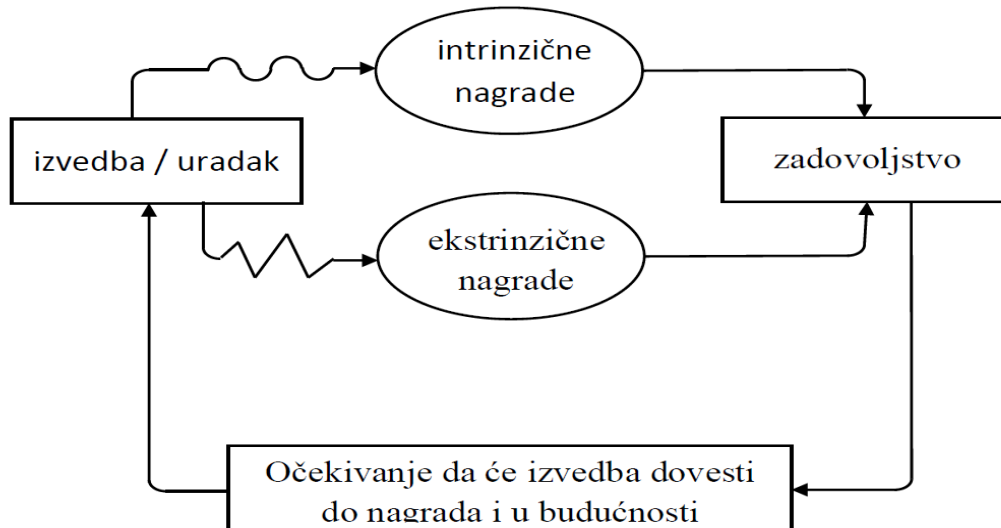 intrinzične
nagrade
izvedba / uradak
zadovoljstvo
ekstrinzične
nagrade
Očekivanje da će izvedba dovesti
do nagrada i u budućnosti